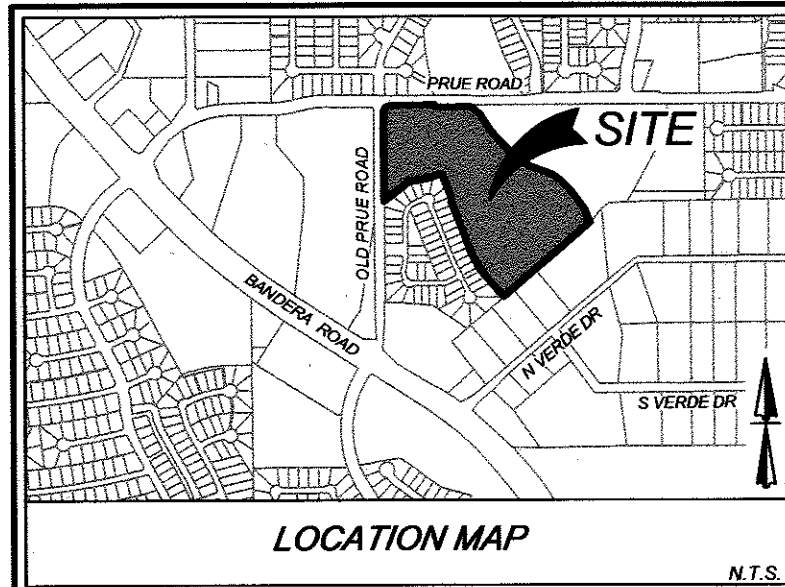 PRUE ROAD
SITE
OLD PRUE ROAD
BANDERA ROAD
N VERDE DR
S VERDE DR
LOCATION MAP
N.T.S.